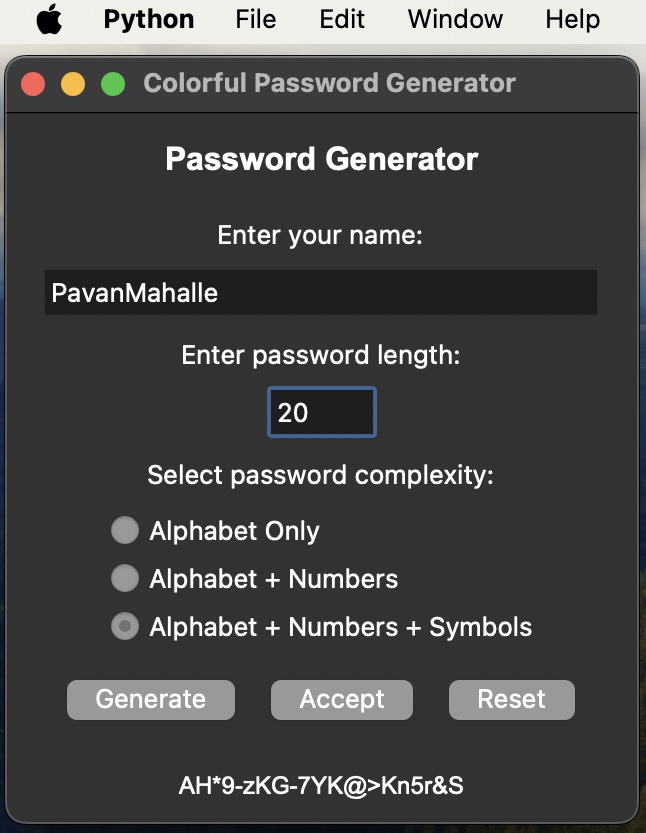 Python File Edit Window Help
Colorful Password Generator
Password Generator
Enter your name:
PavanMahalle
Enter password length:
20
Select password complexity:
Alphabet Only
Alphabet + Numbers
Alphabet + Numbers + Symbols
Generate Accept Reset
AH*9-zKG-7YK@>Kn5r&S